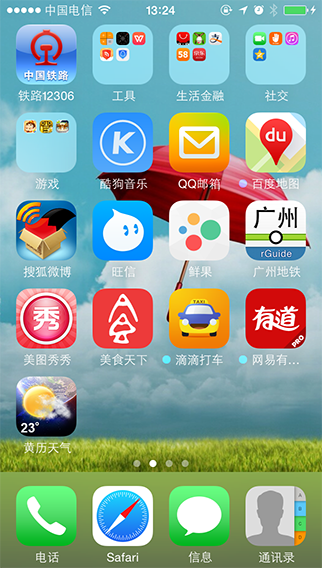 中国电信
13:24
中国铁路
58
铁路12306
工具
生活金融
社交
K
du
游戏
酷狗音乐
QQ邮箱
百度地图
广州
rGuide
搜狐微博
旺信
鲜果
广州地铁
秀
TAXI
有道
PRO
美图秀秀
美食天下
滴滴打车
网易有…
23°
黄历天气
A
B
C
D
电话
Safari
信息
通讯录